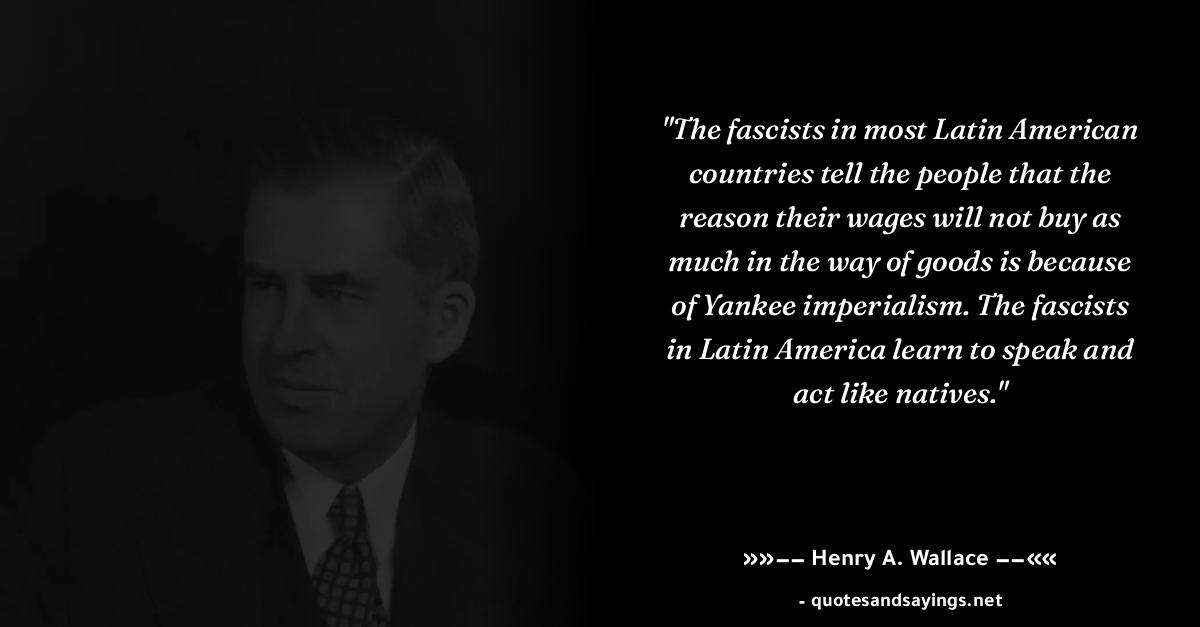 "The fascists in most Latin American
countries tell the people that the
reason their wages will not buy as
much in the way of goods is because
of Yankee imperialism. The fascists
in Latin America learn to speak and
act like natives."
»»–– Henry A. Wallace ––««
- quotesandsayings.net